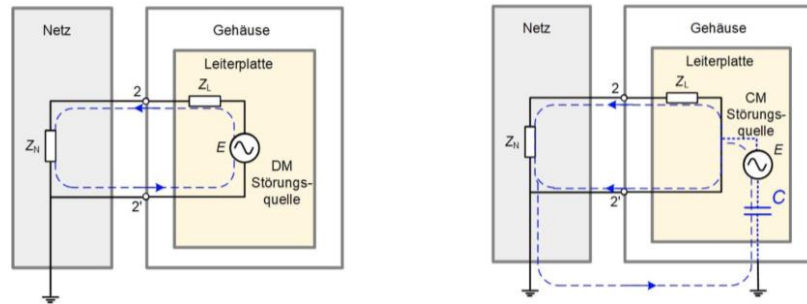 Netz
Gehäuse
Leiterplatte
2
Z_L
Z_N
E
DM
Störungs-
quelle
2'
Netz
Gehäuse
Leiterplatte
2
Z_L
CM
Störungs-
quelle
Z_N
E
C
2'